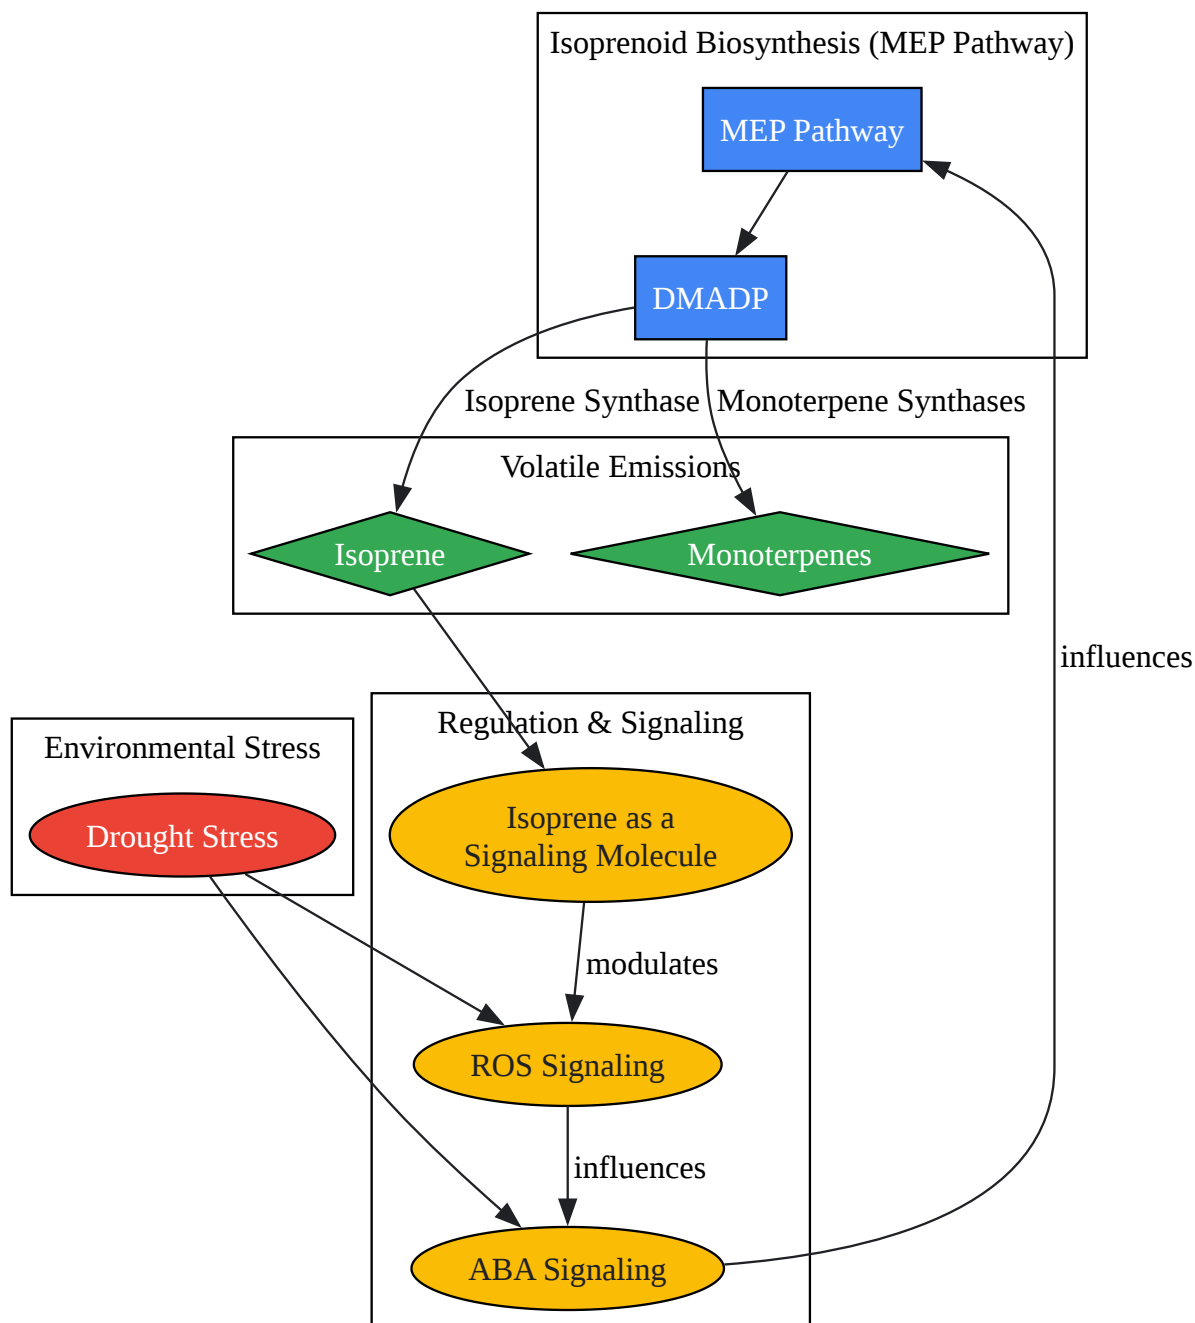 Isoprenoid Biosynthesis (MEP Pathway)
MEP Pathway
DMADP
Isoprene Synthase
Monoterpene Synthases
Volatile Emissions
Isoprene
Monoterpenes
influences
Regulation & Signaling
Environmental Stress
Drought Stress
Isoprene as a
Signaling Molecule
modulates
ROS Signaling
influences
ABA Signaling